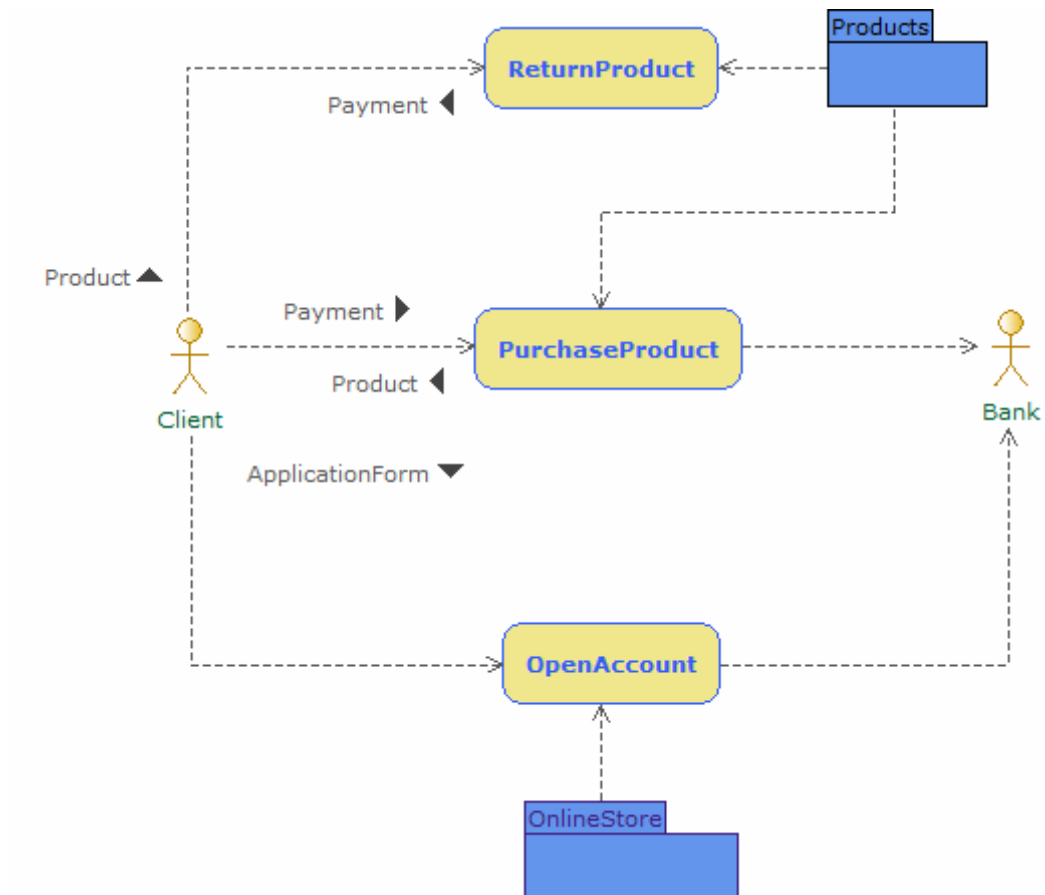 Products
ReturnProduct
Payment
Product
Payment
PurchaseProduct
Product
Client
Bank
ApplicationForm
OpenAccount
OnlineStore